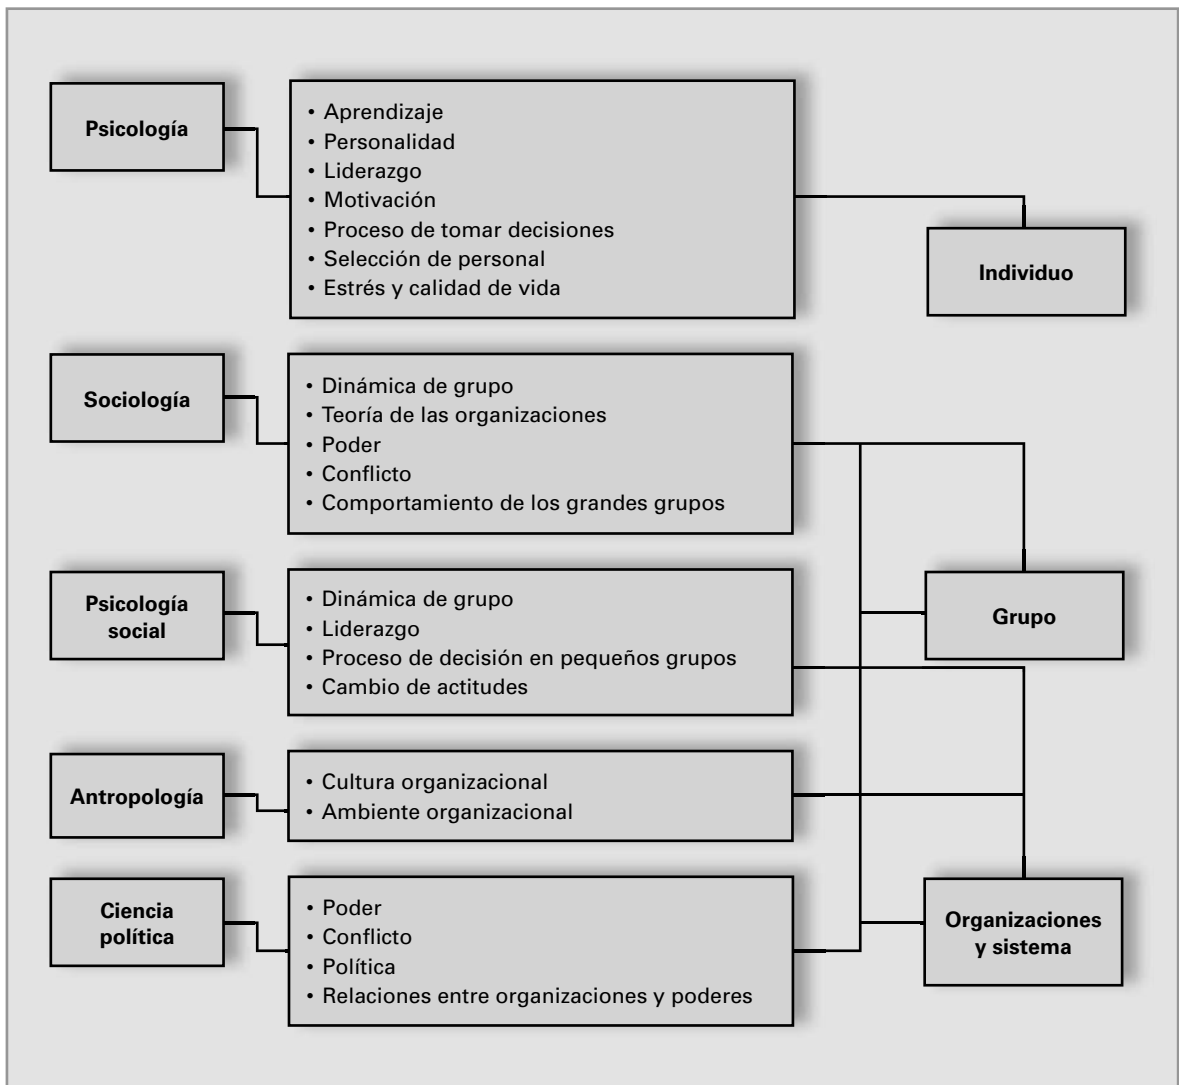 Psicología
• Aprendizaje
• Personalidad
• Liderazgo
• Motivación
• Proceso de tomar decisiones
• Selección de personal
• Estrés y calidad de vida
Individuo
Sociología
• Dinámica de grupo
• Teoría de las organizaciones
• Poder
• Conflicto
• Comportamiento de los grandes grupos
Psicología
social
• Dinámica de grupo
• Liderazgo
• Proceso de decisión en pequeños grupos
• Cambio de actitudes
Grupo
Antropología
• Cultura organizacional
• Ambiente organizacional
Ciencia
política
• Poder
• Conflicto
• Política
• Relaciones entre organizaciones y poderes
Organizaciones
y sistema